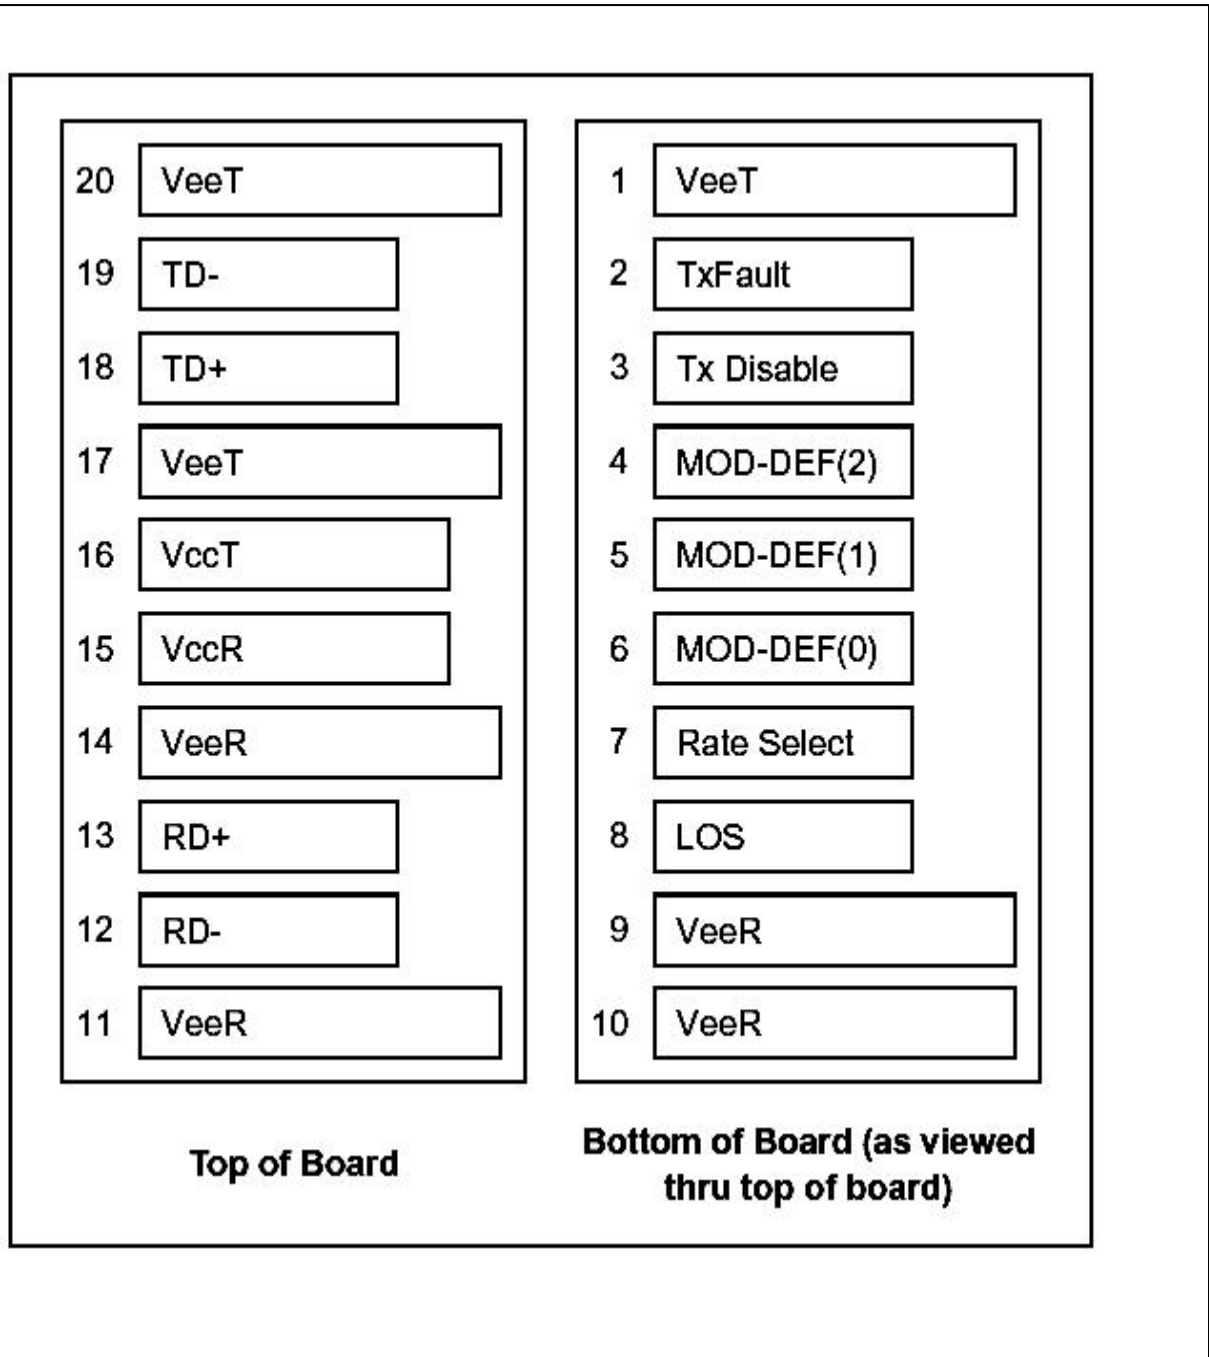 20 VeeT
19 TD-
18 TD+
17 VeeT
16 VccT
15 VccR
14 VeeR
13 RD+
12 RD-
11 VeeR
Top of Board
1 VeeT
2 TxFault
3 Tx Disable
4 MOD-DEF(2)
5 MOD-DEF(1)
6 MOD-DEF(0)
7 Rate Select
8 LOS
9 VeeR
10 VeeR
Bottom of Board (as viewed
thru top of board)